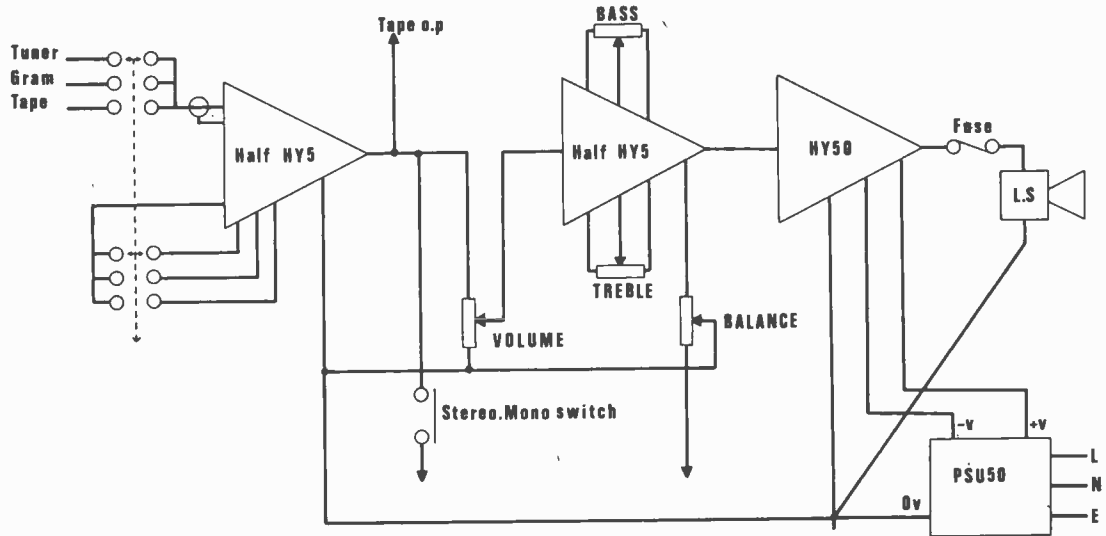 BASS
Tape o.p
Tuner
Gram
Tape
Half HY5
Half HY5
HY50
Fuse
L.S
TREBLE
VOLUME
BALANCE
Stereo.Mono switch
-v
+v
L
PSU50
N
0v
E